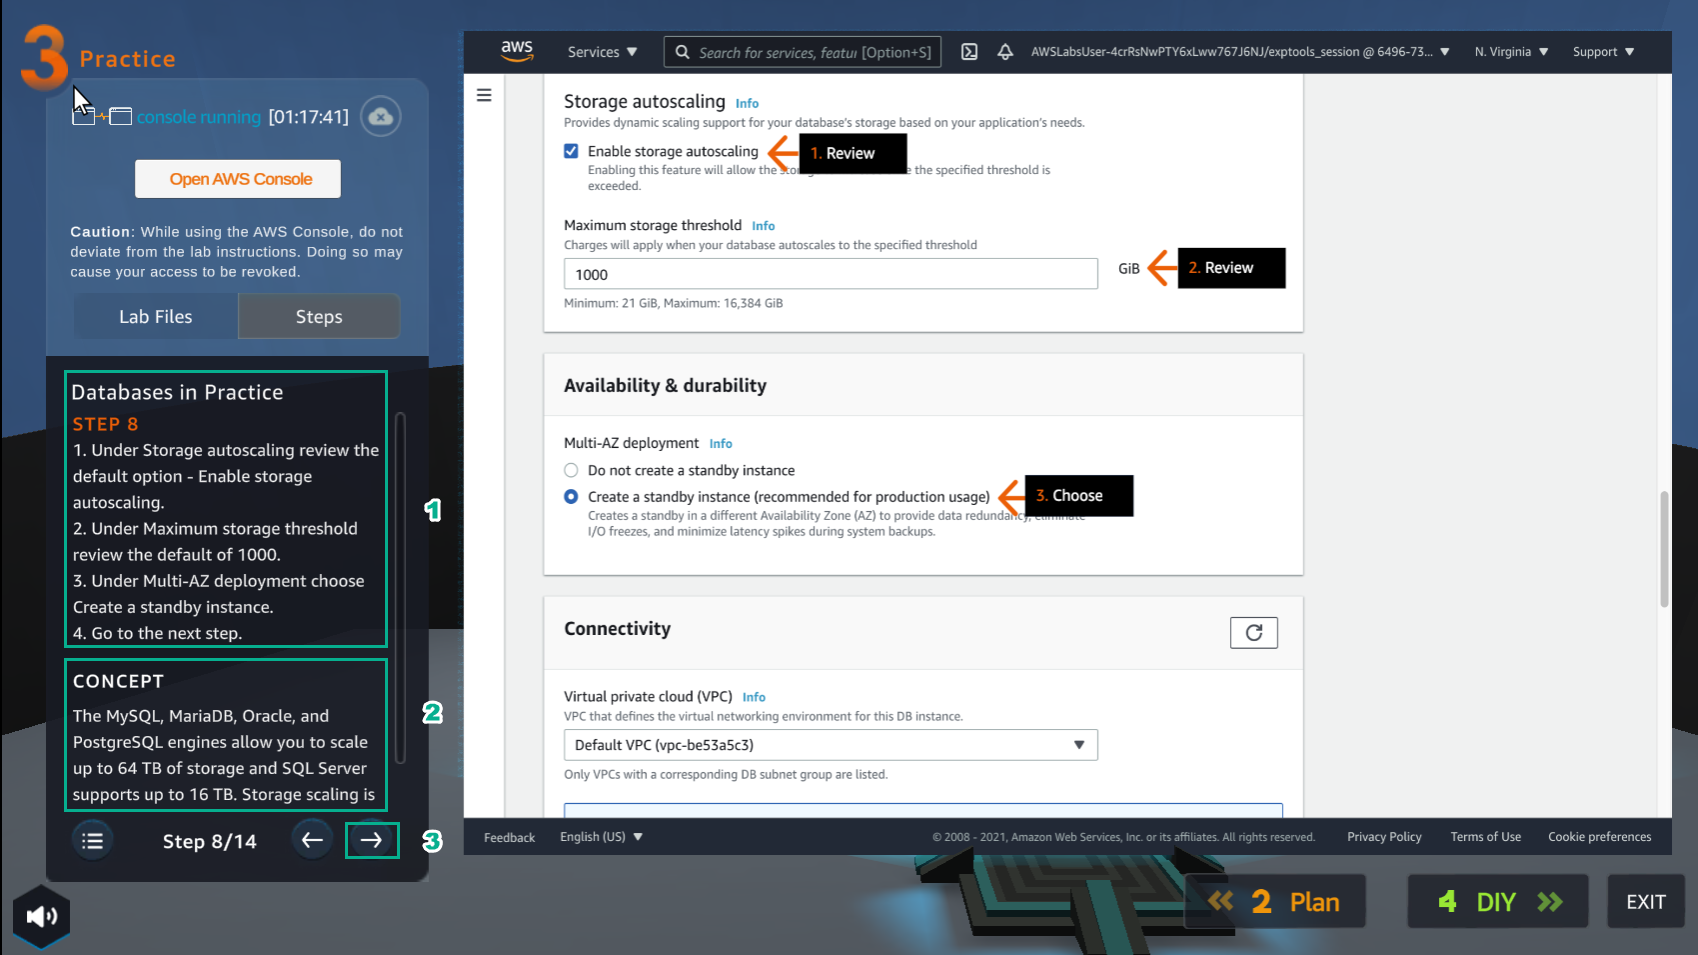 3 Practice
console running [01:17:41]
Open AWS Console
Caution: While using the AWS Console, do not
deviate from the lab instructions. Doing so may
cause your access to be revoked.
Lab Files Steps
Databases in Practice
STEP 8
1. Under Storage autoscaling review the
default option - Enable storage
autoscaling.
2. Under Maximum storage threshold
review the default of 1000.
3. Under Multi-AZ deployment choose
Create a standby instance.
4. Go to the next step.
1
CONCEPT
The MySQL, MariaDB, Oracle, and
PostgreSQL engines allow you to scale
up to 64 TB of storage and SQL Server
supports up to 16 TB. Storage scaling is
2
Step 8/14
3
aws Services Search for services, featu [Option+S] AWSLabsUser-4crRsNwPTY6xLww767J6NJ/exptools_session @ 6496-73... N. Virginia Support
Storage autoscaling Info
Provides dynamic scaling support for your database's storage based on your application's needs.
Enable storage autoscaling 1. Review
Enabling this feature will allow the the specified threshold is
exceeded.
Maximum storage threshold Info
Charges will apply when your database autoscales to the specified threshold
1000 GiB 2. Review
Minimum: 21 GiB, Maximum: 16,384 GiB
Availability & durability
Multi-AZ deployment Info
Do not create a standby instance
Create a standby instance (recommended for production usage) 3. Choose
Creates a standby in a different Availability Zone (AZ) to provide data redundancy, eliminate
I/O freezes, and minimize latency spikes during system backups.
Connectivity
Virtual private cloud (VPC) Info
VPC that defines the virtual networking environment for this DB instance.
Default VPC (vpc-be53a5c3)
Only VPCs with a corresponding DB subnet group are listed.
Feedback English (US) © 2008 - 2021, Amazon Web Services, Inc. or its affiliates. All rights reserved. Privacy Policy Terms of Use Cookie preferences
2 Plan 4 DIY EXIT